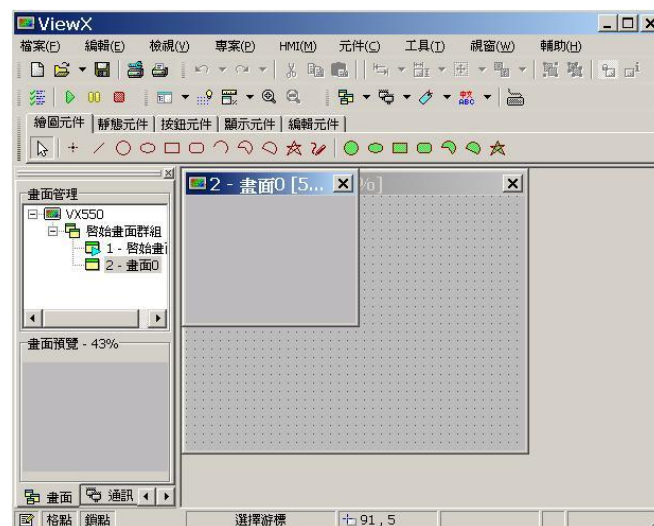 ViewX
檔案(F) 編輯(E) 檢視(V) 專案(P) HMI(M) 元件(C) 工具(T) 視窗(W) 輔助(H)
繪圖元件 靜態元件 按鈕元件 顯示元件 編輯元件
畫面管理
VX550
啓始畫面群組
1 - 啓始畫
2 - 畫面0
2 - 畫面0 [5... %]
畫面預覽 - 43%
畫面 通訊
格點 鎖點 選擇游標 91 , 5